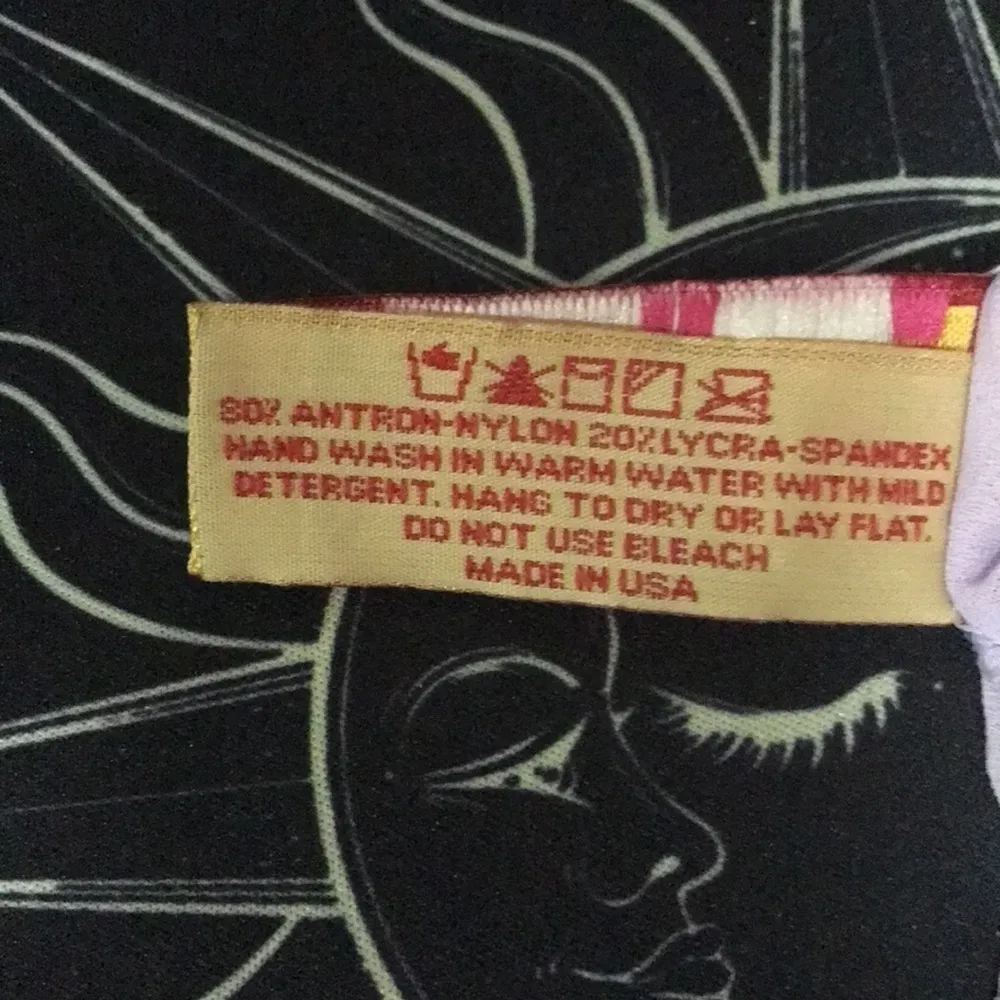 80% ANTRON-NYLON 20% LYCRA-SPANDEX
HAND WASH IN WARM WATER WITH MILD
DETERGENT. HANG TO DRY OR LAY FLAT.
DO NOT USE BLEACH
MADE IN USA